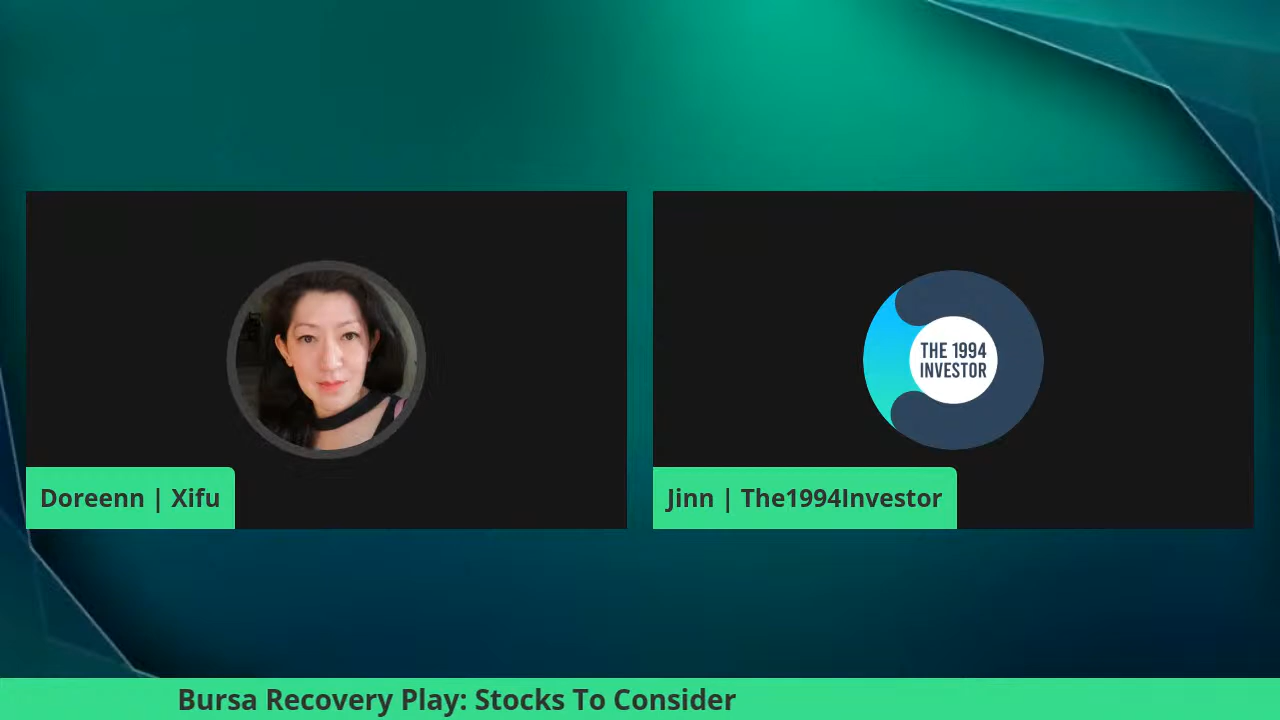 THE 1994
INVESTOR
Doreenn | Xifu
Jinn | The1994Investor
Bursa Recovery Play: Stocks To Consider